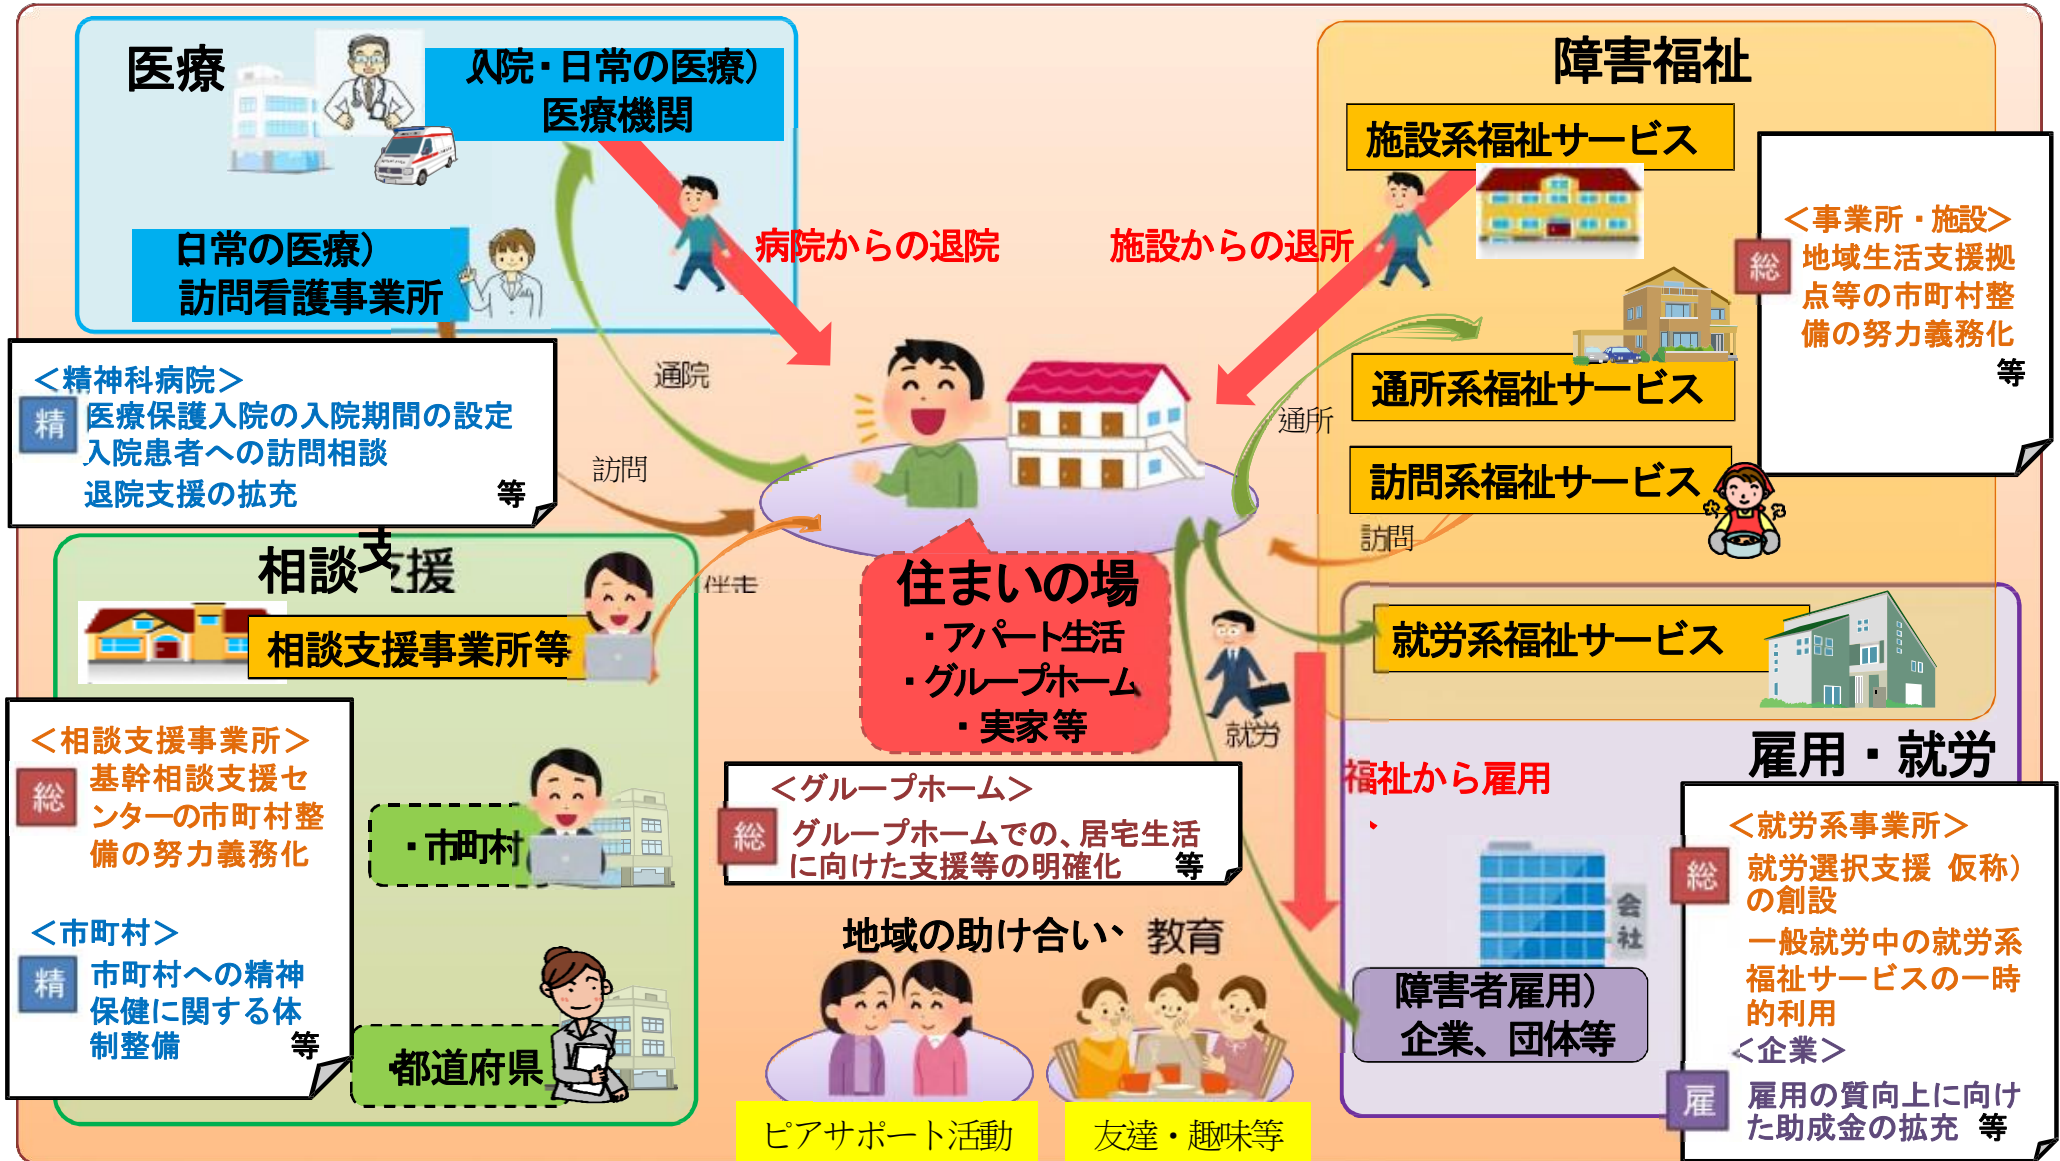 医療
入院・日常の医療）
医療機関
日常の医療）
訪問看護事業所
病院からの退院
通院
訪問
＜精神科病院＞
精
医療保護入院の入院期間の設定
入院患者への訪問相談
退院支援の拡充
等
障害福祉
施設系福祉サービス
施設からの退所
通所
通所系福祉サービス
訪問系福祉サービス
訪問
＜事業所・施設＞
総
地域生活支援拠
点等の市町村整
備の努力義務化
等
相談支援
相談支援事業所等
伴走
＜相談支援事業所＞
総
基幹相談支援セ
ンターの市町村整
備の努力義務化
＜市町村＞
精
市町村への精神
保健に関する体
制整備
等
・市町村
・都道府県
住まいの場
・アパート生活
・グループホーム
・実家等
＜グループホーム＞
総
グループホームでの、居宅生活
に向けた支援等の明確化
等
地域の助け合い、教育
ピアサポート活動
友達・趣味等
就労
就労系福祉サービス
雇用・就労
福祉から雇用
へ
会社
障害者雇用）
企業、団体等
＜就労系事業所＞
総
就労選択支援 仮称）
の創設
一般就労中の就労系
福祉サービスの一時
的利用
＜企業＞
雇
雇用の質向上に向け
た助成金の拡充 等